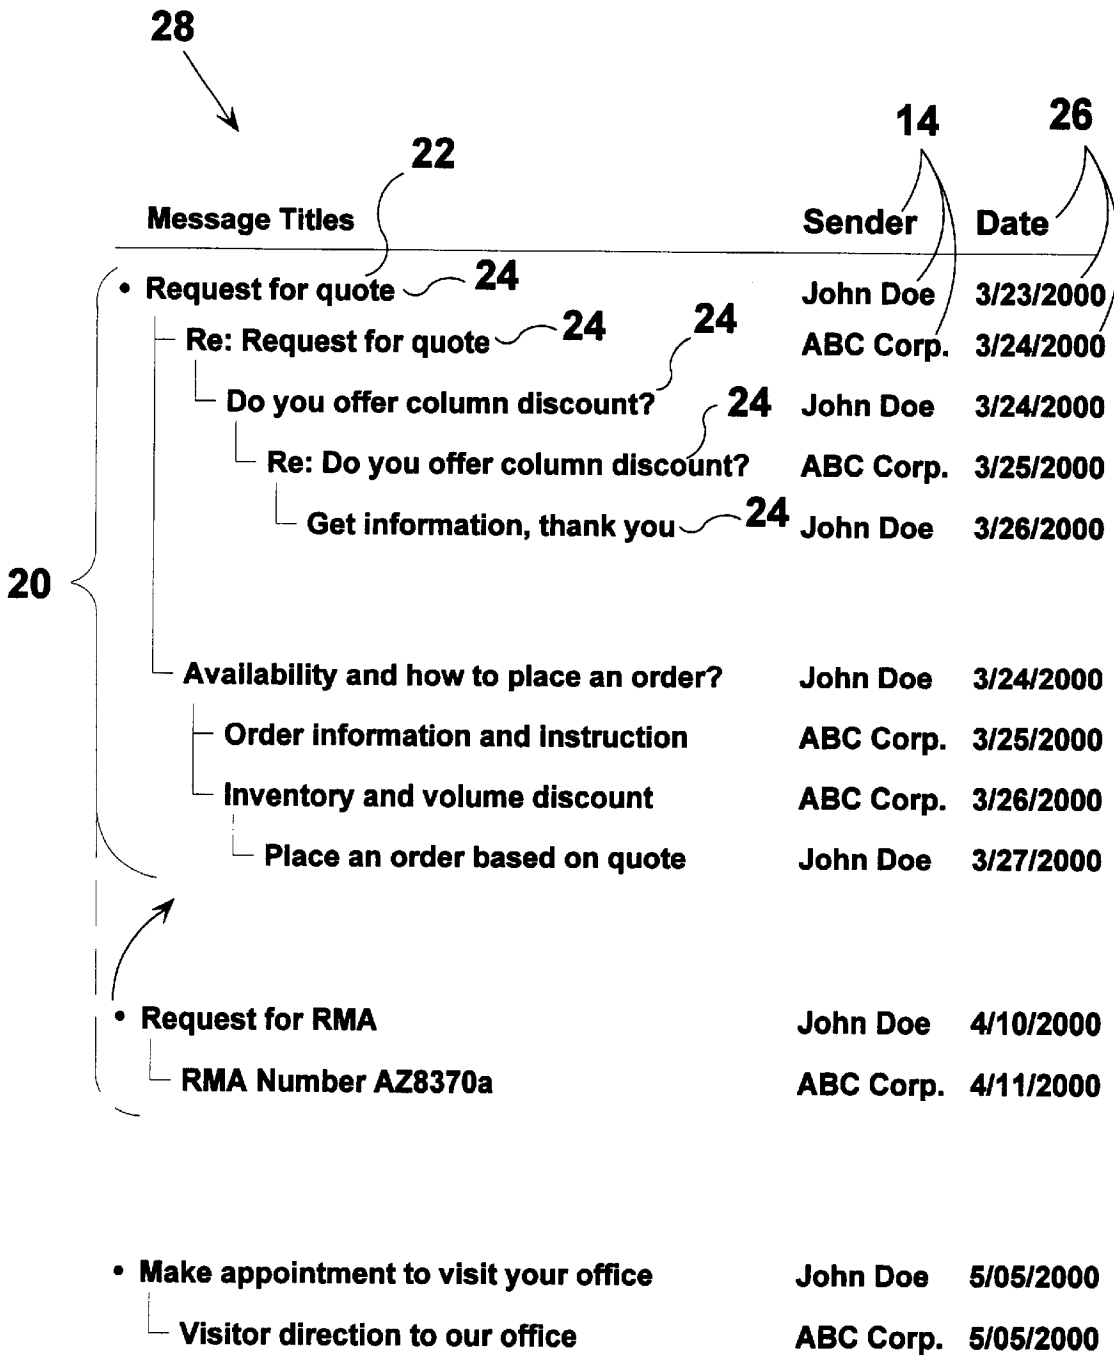 28
14 26
22
Message Titles Sender Date
• Request for quote 24 John Doe 3/23/2000
Re: Request for quote 24 ABC Corp. 3/24/2000
24
Do you offer column discount? John Doe 3/24/2000
24
Re: Do you offer column discount? ABC Corp. 3/25/2000
Get information, thank you 24 John Doe 3/26/2000
20
Availability and how to place an order? John Doe 3/24/2000
Order information and instruction ABC Corp. 3/25/2000
Inventory and volume discount ABC Corp. 3/26/2000
Place an order based on quote John Doe 3/27/2000
• Request for RMA John Doe 4/10/2000
RMA Number AZ8370a ABC Corp. 4/11/2000
• Make appointment to visit your office John Doe 5/05/2000
Visitor direction to our office ABC Corp. 5/05/2000